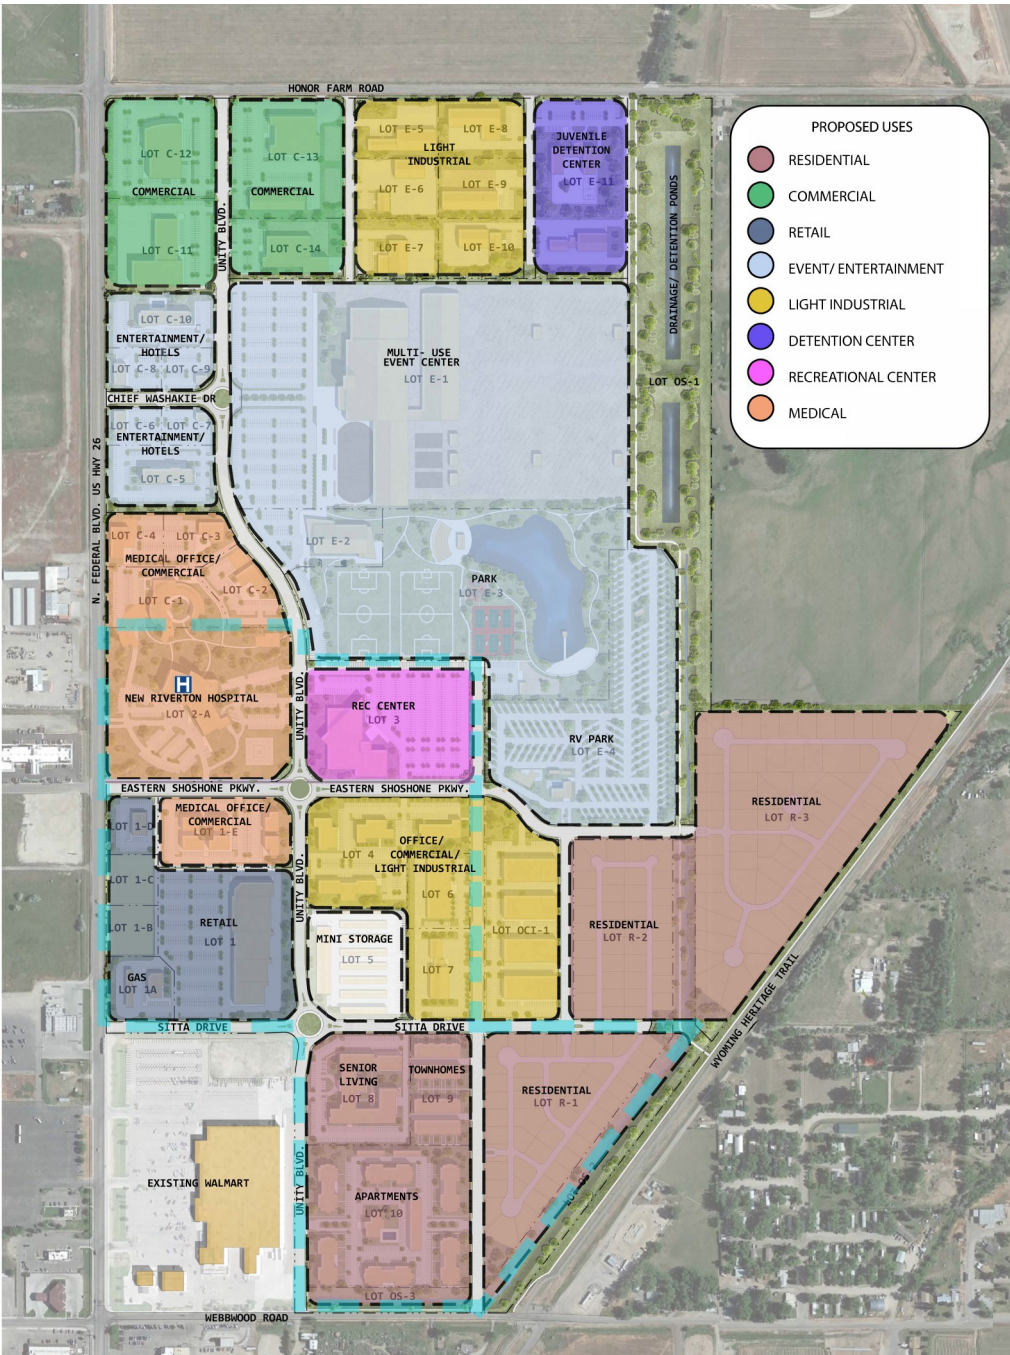 HONOR FARM ROAD
PROPOSED USES
RESIDENTIAL
COMMERCIAL
RETAIL
EVENT/ ENTERTAINMENT
LIGHT INDUSTRIAL
DETENTION CENTER
RECREATIONAL CENTER
MEDICAL
LOT C-12
COMMERCIAL
LOT C-11
UNITY BLVD.
LOT C-13
COMMERCIAL
LOT C-14
LOT E-5
LOT E-8
LIGHT
INDUSTRIAL
LOT E-6
LOT E-9
LOT E-7
LOT E-10
JUVENILE
DETENTION
CENTER
LOT E-11
DRAINAGE/ DETENTION PONDS
LOT OS-1
LOT C-10
ENTERTAINMENT/
HOTELS
LOT C-8
LOT C-9
CHIEF WASHAKIE DR
LOT C-6
LOT C-7
ENTERTAINMENT/
HOTELS
LOT C-5
MULTI- USE
EVENT CENTER
LOT E-1
N. FEDERAL BLVD. US HWY 26
LOT C-4
LOT C-3
MEDICAL OFFICE/
COMMERCIAL
LOT C-1
LOT C-2
LOT E-2
PARK
LOT E-3
H
NEW RIVERTON HOSPITAL
LOT 2-A
UNITY BLVD.
REC CENTER
LOT 3
RV PARK
LOT E-4
EASTERN SHOSHONE PKWY.
EASTERN SHOSHONE PKWY.
LOT 1-D
MEDICAL OFFICE/
COMMERCIAL
LOT 1-E
LOT 1-C
LOT 1-B
RETAIL
LOT 1
GAS
LOT 1A
UNITY BLVD.
OFFICE/
COMMERCIAL/
LIGHT INDUSTRIAL
LOT 4
LOT 6
MINI STORAGE
LOT 5
LOT 7
LOT OCI-1
RESIDENTIAL
LOT R-2
RESIDENTIAL
LOT R-3
WYOMING HERITAGE TRAIL
SITTA DRIVE
SITTA DRIVE
EXISTING WALMART
UNITY BLVD.
SENIOR
LIVING
LOT 8
TOWNHOMES
LOT 9
APARTMENTS
LOT 10
LOT OS-3
RESIDENTIAL
LOT R-1
WEBBWOOD ROAD